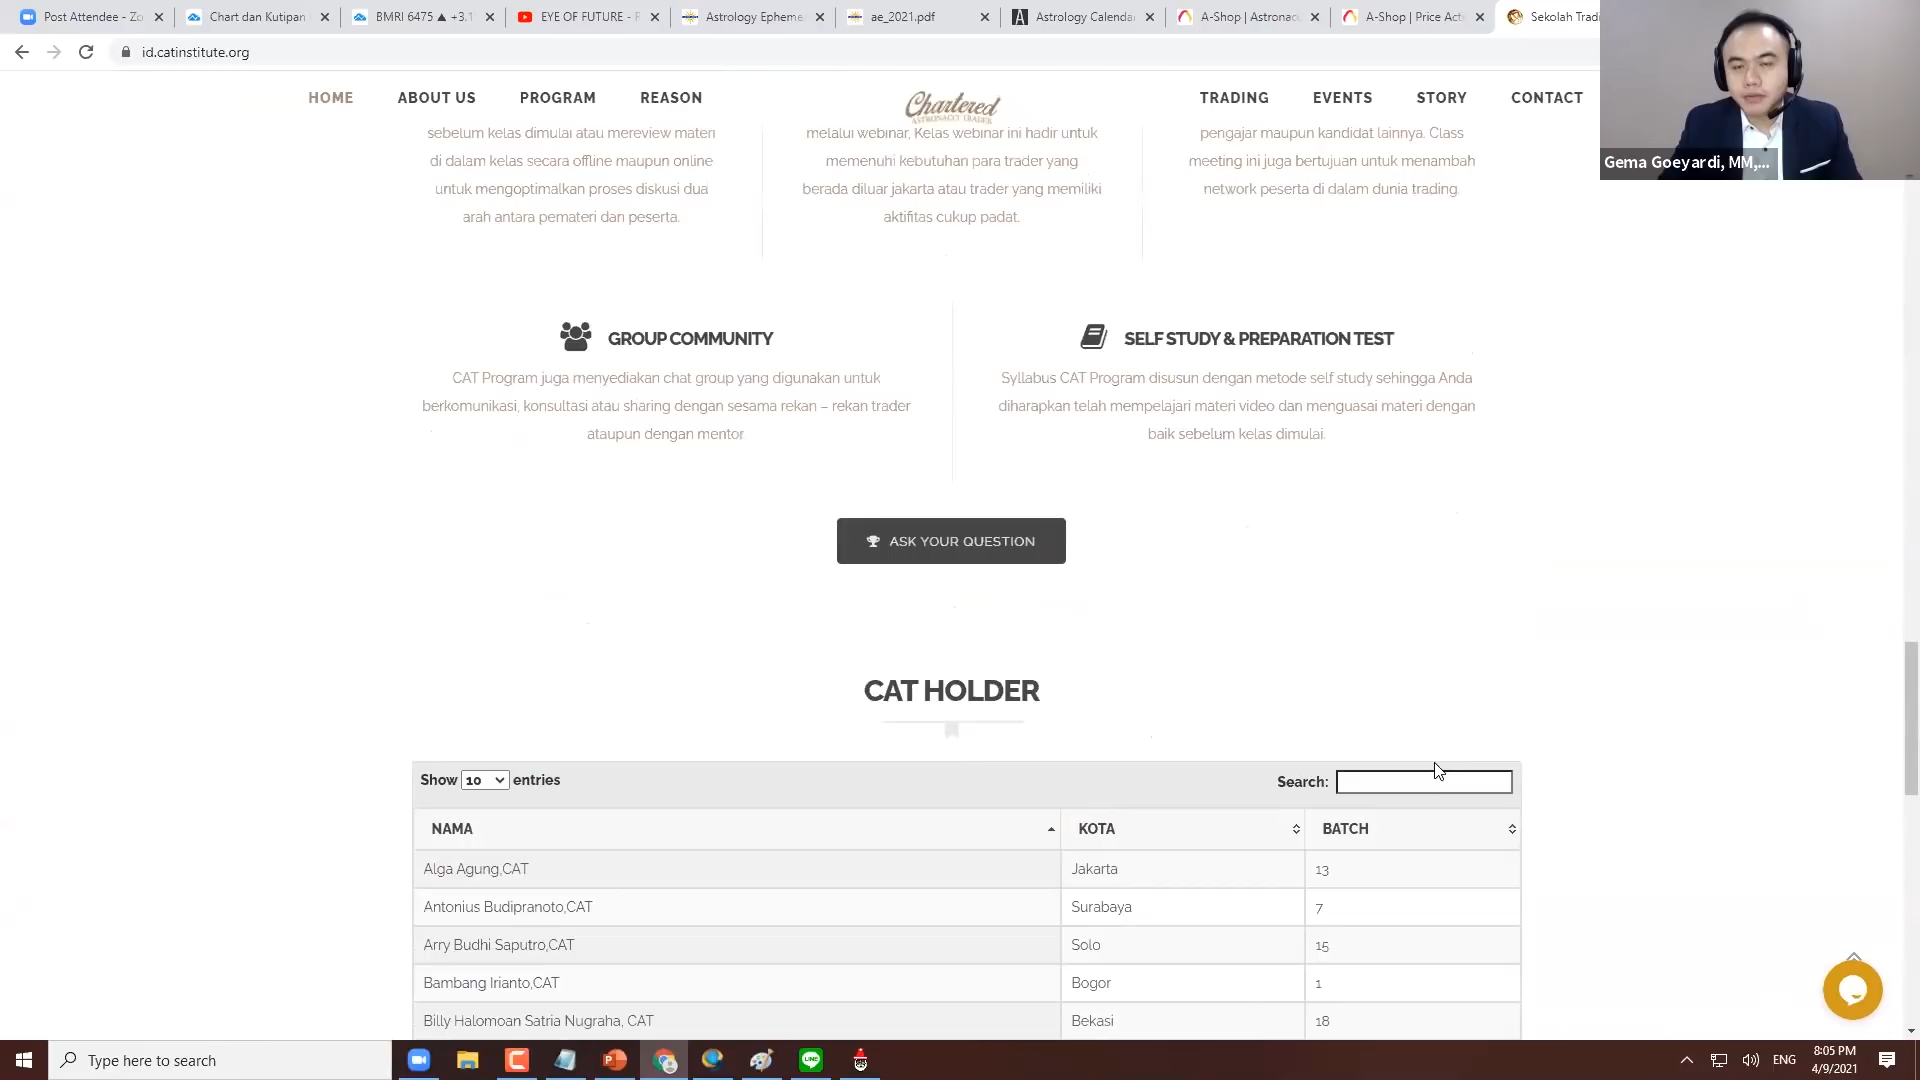 Post Attendee - Zo
Chart dan Kutipan
BMRI 6475 ▲ +3.1
EYE OF FUTURE - F
Astrology Epheme
ae_2021.pdf
Astrology Calenda
A-Shop | Astronac
A-Shop | Price Act
Sekolah Tradi
id.catinstitute.org
HOME ABOUT US PROGRAM REASON
Chartered
ASTRONACCI TRADER
TRADING EVENTS STORY CONTACT
Gema Goeyardi, MM,...
sebelum kelas dimulai atau mereview materi
di dalam kelas secara offline maupun online
untuk mengoptimalkan proses diskusi dua
arah antara pemateri dan peserta.
melalui webinar, Kelas webinar ini hadir untuk
memenuhi kebutuhan para trader yang
berada diluar jakarta atau trader yang memiliki
aktifitas cukup padat.
pengajar maupun kandidat lainnya. Class
meeting ini juga bertujuan untuk menambah
network peserta di dalam dunia trading.
GROUP COMMUNITY
CAT Program juga menyediakan chat group yang digunakan untuk
berkomunikasi, konsultasi atau sharing dengan sesama rekan – rekan trader
ataupun dengan mentor
SELF STUDY & PREPARATION TEST
Syllabus CAT Program disusun dengan metode self study sehingga Anda
diharapkan telah mempelajari materi video dan menguasai materi dengan
baik sebelum kelas dimulai.
ASK YOUR QUESTION
CAT HOLDER
Show 10 entries Search:
NAMA KOTA BATCH
Alga Agung,CAT Jakarta 13
Antonius Budipranoto,CAT Surabaya 7
Arry Budhi Saputro,CAT Solo 15
Bambang Irianto,CAT Bogor 1
Billy Halomoan Satria Nugraha, CAT Bekasi 18
Type here to search
LINE
ENG
8:05 PM
4/9/2021